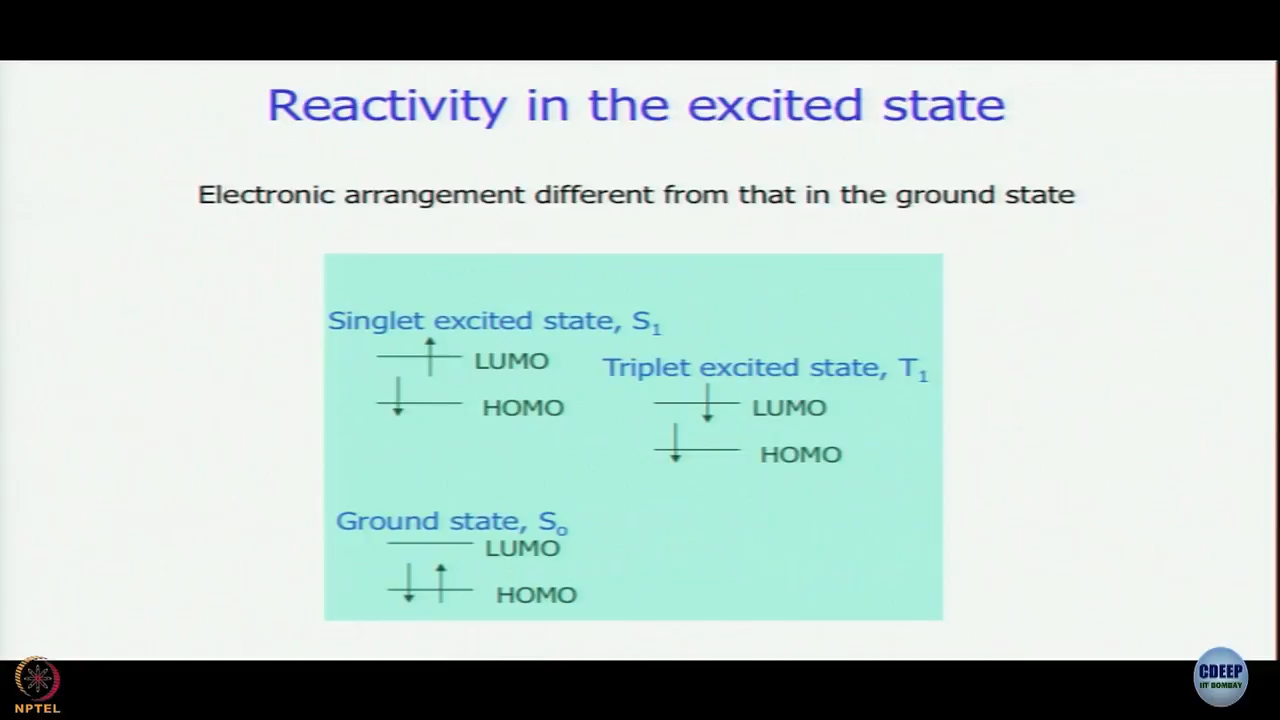 Reactivity in the excited state
Electronic arrangement different from that in the ground state
Singlet excited state, S₁
LUMO
HOMO
Triplet excited state, T₁
LUMO
HOMO
Ground state, Sₒ
LUMO
HOMO
NPTEL
CDEEP
IIT BOMBAY